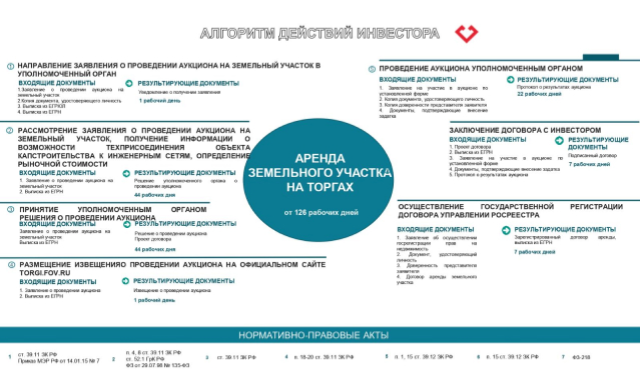 АЛГОРИТМ ДЕЙСТВИЙ ИНВЕСТОРА
1 НАПРАВЛЕНИЕ ЗАЯВЛЕНИЯ О ПРОВЕДЕНИИ АУКЦИОНА НА ЗЕМЕЛЬНЫЙ УЧАСТОК В
УПОЛНОМОЧЕННЫЙ ОРГАН
ВХОДЯЩИЕ ДОКУМЕНТЫ
1.Заявление о проведении аукциона на
земельный участок
2.Копия документа, удостоверяющего личность
3. Выписка из ЕГРЮЛ
4. Выписка из ЕГРН
РЕЗУЛЬТИРУЮЩИЕ ДОКУМЕНТЫ
Уведомление о получении заявления
1 рабочий день
2 РАССМОТРЕНИЕ ЗАЯВЛЕНИЯ О ПРОВЕДЕНИИ АУКЦИОНА НА
ЗЕМЕЛЬНЫЙ УЧАСТОК, ПОЛУЧЕНИЕ ИНФОРМАЦИИ О
ВОЗМОЖНОСТИ ТЕХПРИСОЕДИНЕНИЯ ОБЪЕКТА
КАПСТРОИТЕЛЬСТВА К ИНЖЕНЕРНЫМ СЕТЯМ, ОПРЕДЕЛЕНИЕ
РЫНОЧНОЙ СТОИМОСТИ
ВХОДЯЩИЕ ДОКУМЕНТЫ
1. Заявление о проведении аукциона на
земельный участок
2. Выписка из ЕГРН
РЕЗУЛЬТИРУЮЩИЕ ДОКУМЕНТЫ
Решение уполномоченного органа о
проведении аукциона
44 рабочих дня
3 ПРИНЯТИЕ УПОЛНОМОЧЕННЫМ ОРГАНОМ
РЕШЕНИЯ О ПРОВЕДЕНИИ АУКЦИОНА
ВХОДЯЩИЕ ДОКУМЕНТЫ
Заявление о проведении аукциона на
земельный участок
Выписка из ЕГРН
РЕЗУЛЬТИРУЮЩИЕ ДОКУМЕНТЫ
Решение о проведении аукциона
Проект договора
44 рабочий день
4 РАЗМЕЩЕНИЕ ИЗВЕЩЕНИЯО ПРОВЕДЕНИИ АУКЦИОНА НА ОФИЦИАЛЬНОМ САЙТЕ
TORGI.FOV.RU
ВХОДЯЩИЕ ДОКУМЕНТЫ
1. Заявление о проведении аукциона
2. Выписка из ЕГРН
РЕЗУЛЬТИРУЮЩИЕ ДОКУМЕНТЫ
Извещение о проведении аукциона
1 рабочий день
АРЕНДА
ЗЕМЕЛЬНОГО УЧАСТКА
НА ТОРГАХ
от 126 рабочих дней
ПРОВЕДЕНИЕ АУКЦИОНА УПОЛНОМОЧЕННЫМ ОРГАНОМ
ВХОДЯЩИЕ ДОКУМЕНТЫ
1. Заявление на участие в аукционе по
установленной форме
2. Копия документа, удостоверяющего личность
3. Копия доверенности представителя заявителя
4. Документы, подтверждающие внесение
задатка
РЕЗУЛЬТИРУЮЩИЕ ДОКУМЕНТЫ
Протокол о результатах аукциона
22 рабочих дней
ЗАКЛЮЧЕНИЕ ДОГОВОРА С ИНВЕСТОРОМ
ВХОДЯЩИЕ ДОКУМЕНТЫ
1. Проект договора
2. Выписка из ЕГРН
3. Заявление на участие в аукционе по
установленной форме
4. Документы, подтверждающие внесение задатка
5. Протокол о результатах аукциона
РЕЗУЛЬТИРУЮЩИЕ
ДОКУМЕНТЫ
Подписанный договор
7 рабочих дней
ОСУЩЕСТВЛЕНИЕ ГОСУДАРСТВЕННОЙ РЕГИСТРАЦИИ
ДОГОВОРА УПРАВЛЕНИИ РОСРЕЕСТРА
ВХОДЯЩИЕ ДОКУМЕНТЫ
1. Заявление об осуществлении
госрегистрации прав на
недвижимость
2. Документ, удостоверяющий
личность
3. Доверенность представителя
заявителя
4. Договор аренды земельного
участка
РЕЗУЛЬТИРУЮЩИЕ ДОКУМЕНТЫ
Зарегистрированный договор аренды,
выписка из ЕГРН
7 рабочих дней
НОРМАТИВНО-ПРАВОВЫЕ АКТЫ
1 ст. 39.11 ЗК РФ
Приказ МЭР РФ от 14.01.15 № 7
2 п. 4, 8 ст. 39.11 ЗК РФ
ст. 52.1 ГрК РФ
ФЗ от 29.07.98 № 135-ФЗ
3 ст. 39.11 ЗК РФ
4 п. 18-20 ст. 39.11 ЗК РФ
5 п. 1, 15 ст. 39.12 ЗК РФ
6 п. 15 ст. 39.12 ЗК РФ
7 ФЗ-218